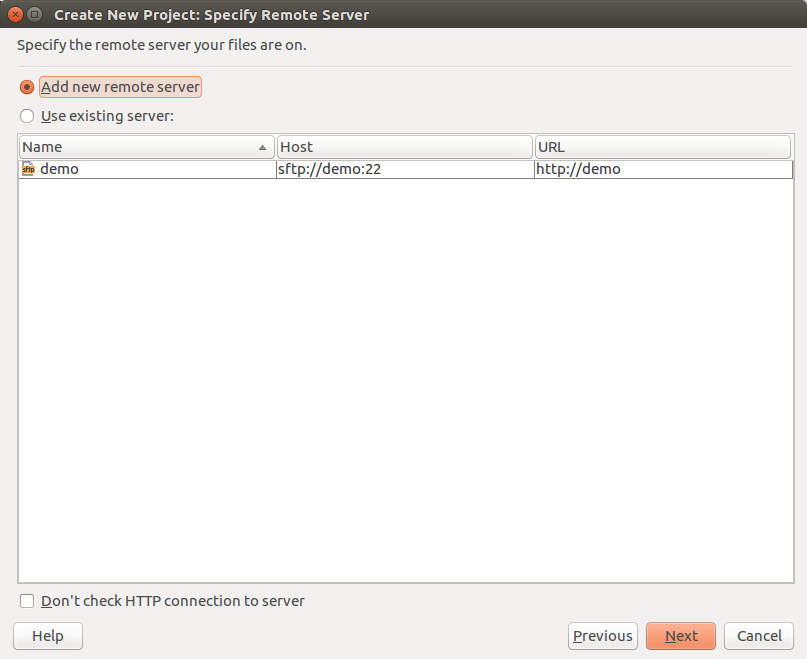 Create New Project: Specify Remote Server
Specify the remote server your files are on.
Add new remote server
Use existing server:
Name Host URL
sftp demo sftp://demo:22 http://demo
Don't check HTTP connection to server
Help Previous Next Cancel